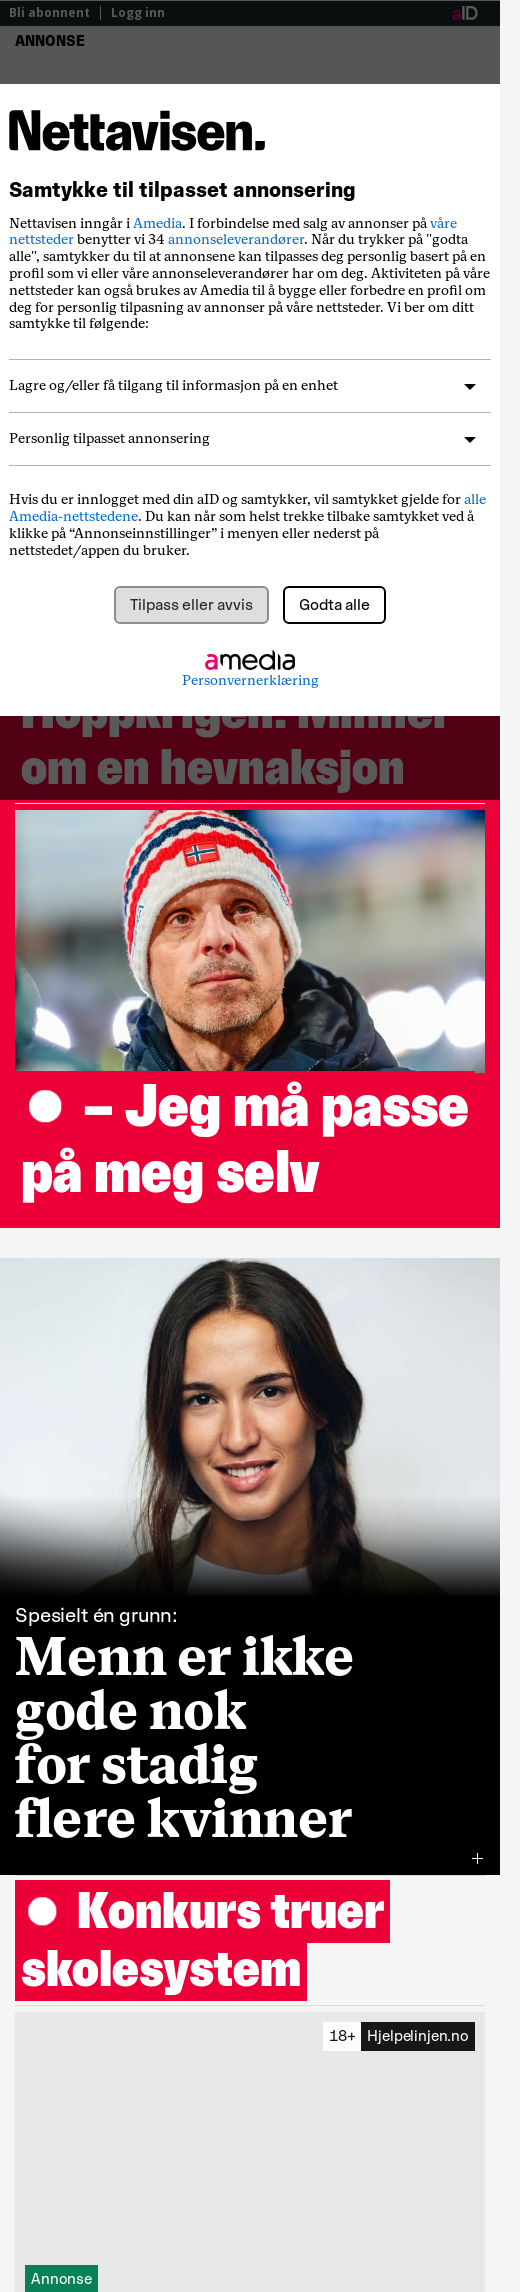 Bli abonnent | Logg inn
aID
ANNONSE
Nettavisen.
Samtykke til tilpasset annonsering
Nettavisen inngår i Amedia. I forbindelse med salg av annonser på våre
nettsteder benytter vi 34 annonseleverandører. Når du trykker på "godta
alle", samtykker du til at annonsene kan tilpasses deg personlig basert på en
profil som vi eller våre annonseleverandører har om deg. Aktiviteten på våre
nettsteder kan også brukes av Amedia til å bygge eller forbedre en profil om
deg for personlig tilpasning av annonser på våre nettsteder. Vi ber om ditt
samtykke til følgende:
Lagre og/eller få tilgang til informasjon på en enhet
Personlig tilpasset annonsering
Hvis du er innlogget med din aID og samtykker, vil samtykket gjelde for alle
Amedia-nettstedene. Du kan når som helst trekke tilbake samtykket ved å
klikke på “Annonseinnstillinger” i menyen eller nederst på
nettstedet/appen du bruker.
Tilpass eller avvis
Godta alle
amedia
Personvernerklæring
Hoppkrigen: Minner
om en hevnaksjon
– Jeg må passe
på meg selv
Spesielt én grunn:
Menn er ikke
gode nok
for stadig
flere kvinner
Konkurs truer
skolesystem
18+ Hjelpelinjen.no
Annonse